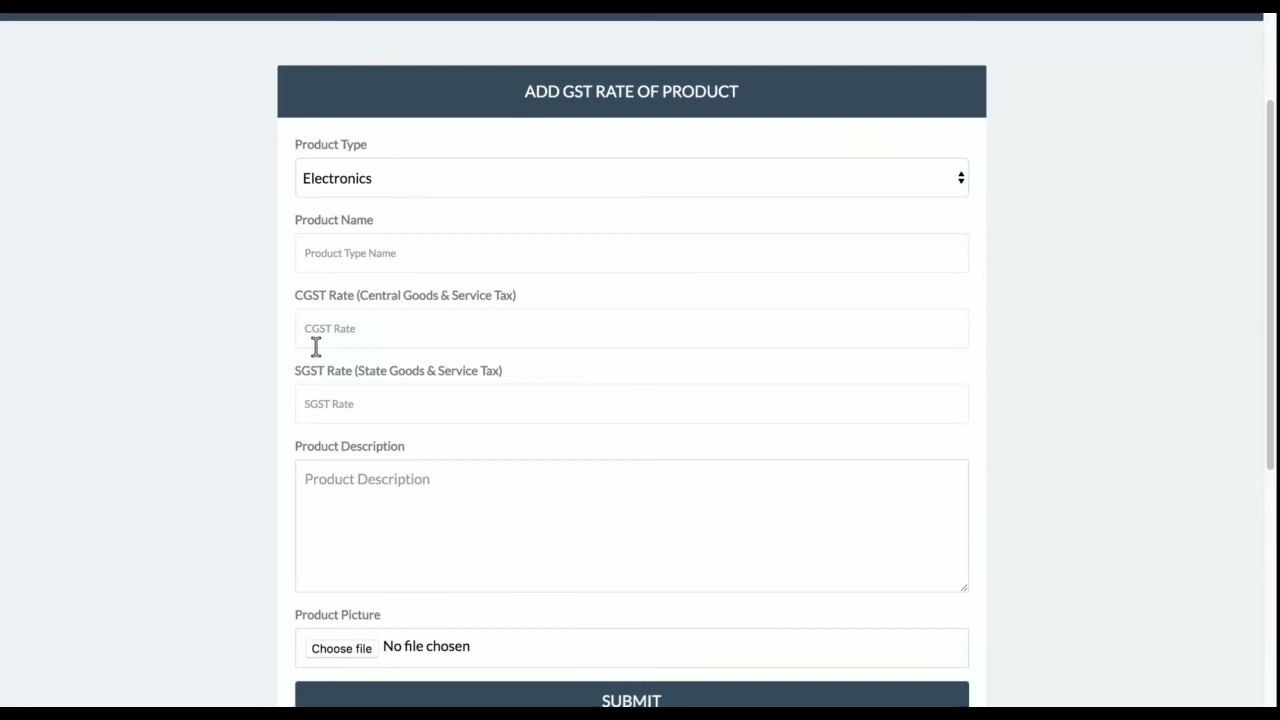 ADD GST RATE OF PRODUCT
Product Type
Electronics
Product Name
Product Type Name
CGST Rate (Central Goods & Service Tax)
CGST Rate
SGST Rate (State Goods & Service Tax)
SGST Rate
Product Description
Product Description
Product Picture
Choose file No file chosen
SUBMIT